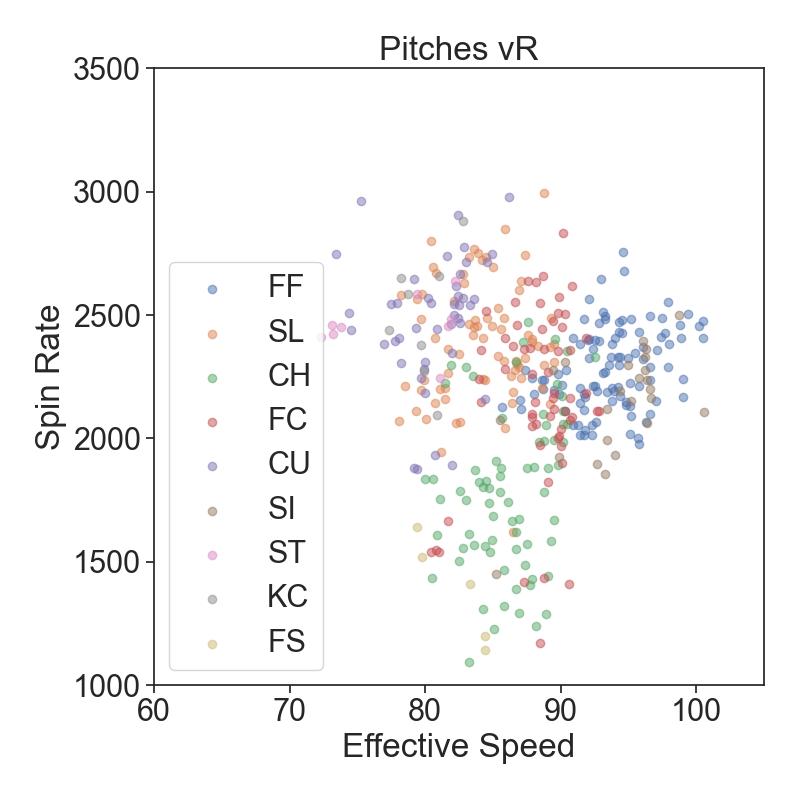 Pitches vR
3500
3000
2500
2000
1500
1000
Spin Rate
FF
SL
CH
FC
CU
SI
ST
KC
FS
60 70 80 90 100
Effective Speed